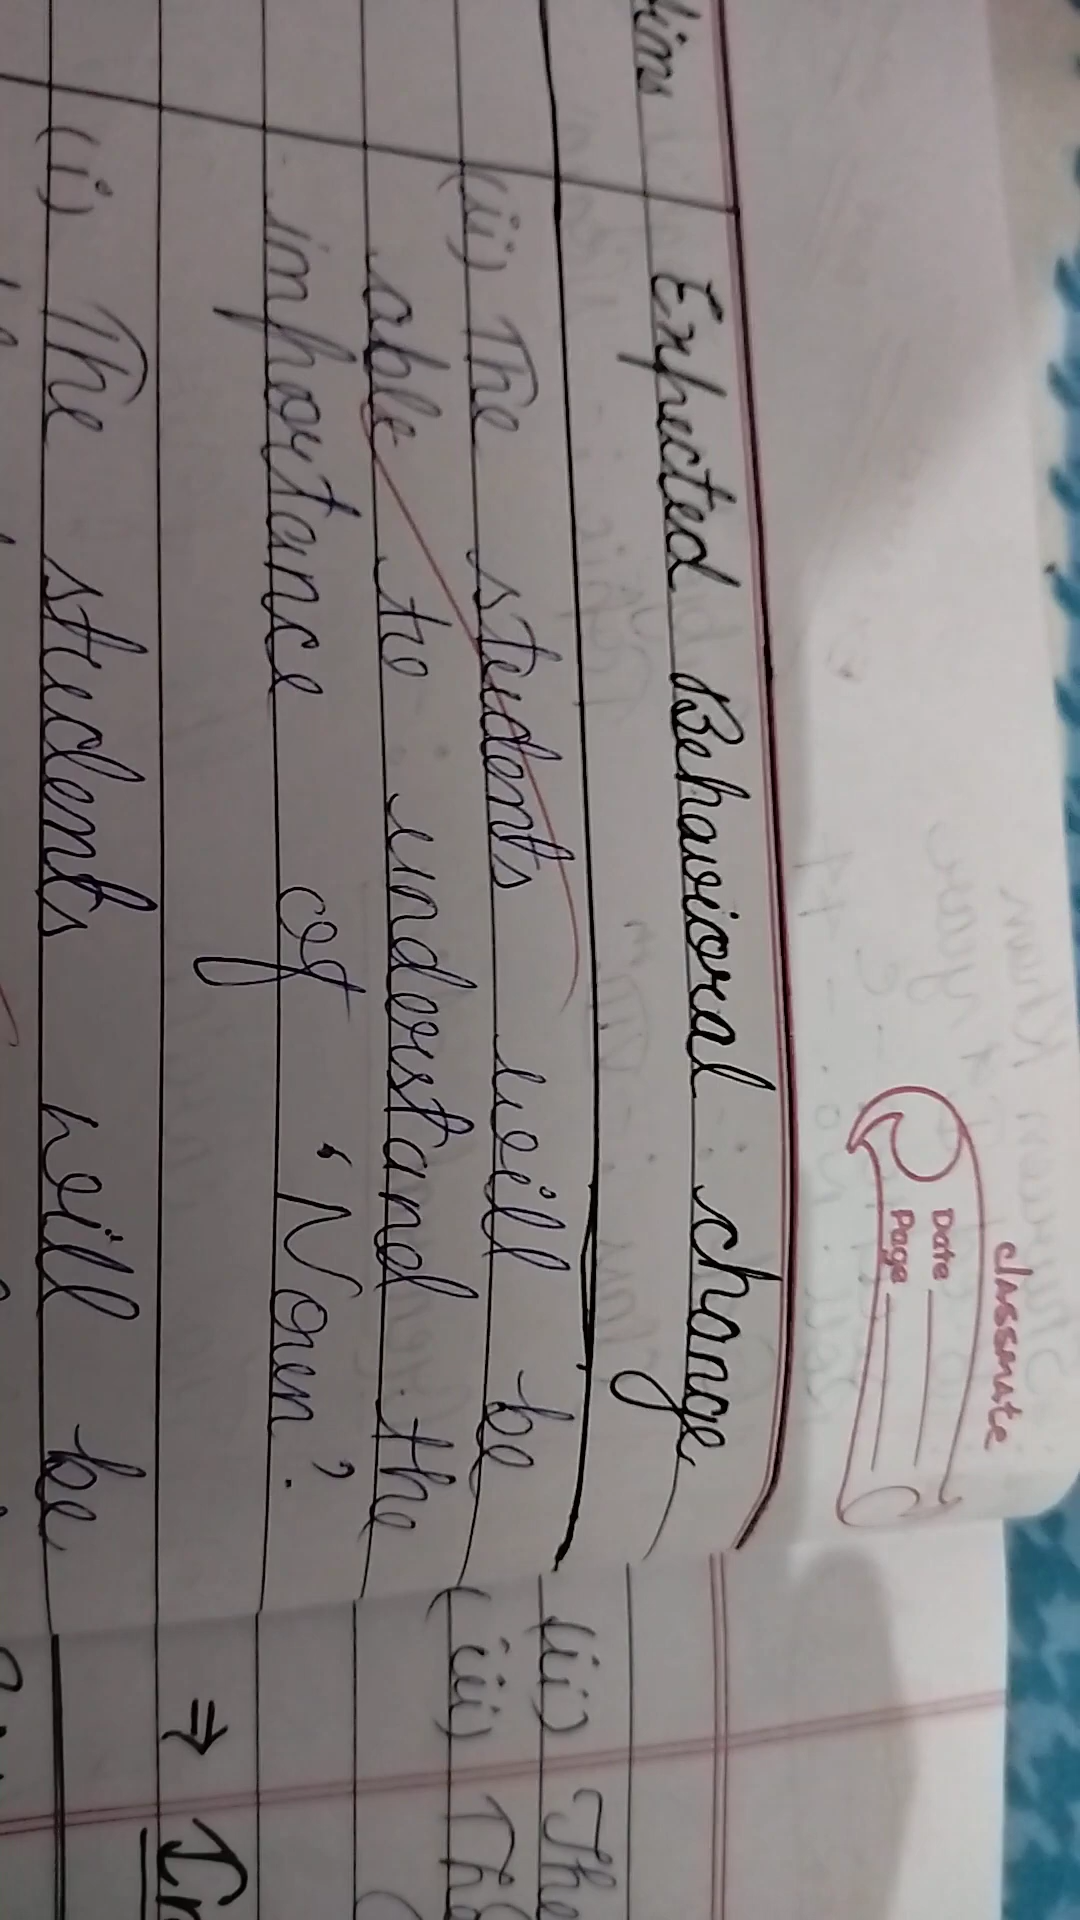 classmate
Date
Page
Expected Behavioural change
(ii) The students will be
able to understand the
importance of 'Noun'.
(i) The students will be
(ii) The
(iii) The
⇒